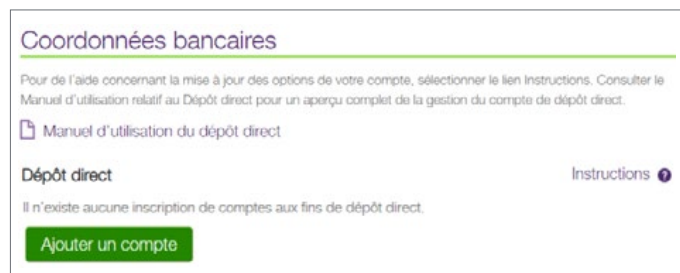 Coordonnées bancaires
Pour de l'aide concernant la mise à jour des options de votre compte, sélectionner le lien Instructions. Consulter le
Manuel d'utilisation relatif au Dépôt direct pour un aperçu complet de la gestion du compte de dépôt direct.
Manuel d'utilisation du dépôt direct
Dépôt direct
Instructions ?
Il n'existe aucune inscription de comptes aux fins de dépôt direct.
Ajouter un compte